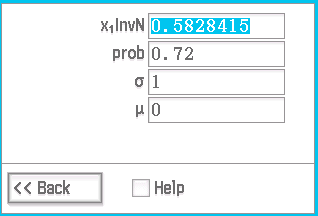 x₁InvN 0.5828415
prob 0.72
σ 1
μ 0
<< Back Help